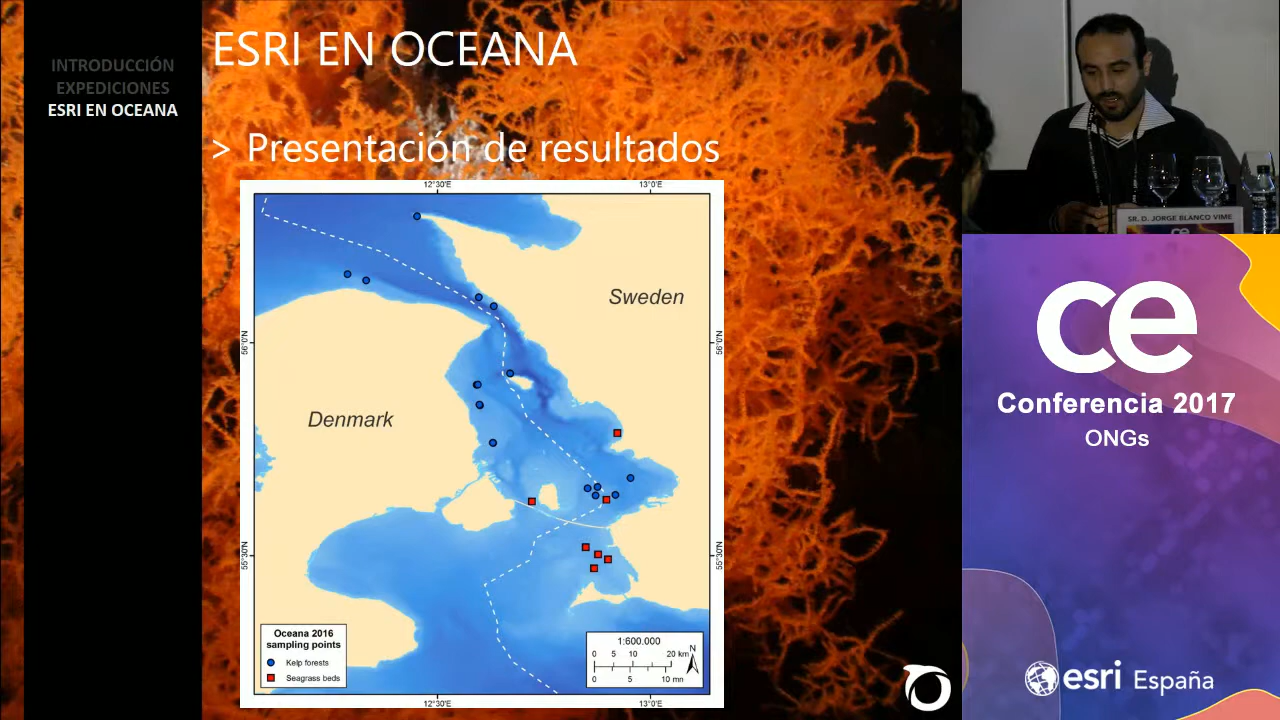 INTRODUCCIÓN
EXPEDICIONES
ESRI EN OCEANA
ESRI EN OCEANA
> Presentación de resultados
12°30'E
13°0'E
56°0'N
56°0'N
Sweden
Denmark
55°30'N
55°30'N
Oceana 2016
sampling points
Kelp forests
Seagrass beds
1:600.000
0 5 10 20 km
0 5 10 mn
N
12°30'E
13°0'E
SR. D. JORGE BLANCO VIME
ce
ce
Conferencia 2017
ONGs
esri España